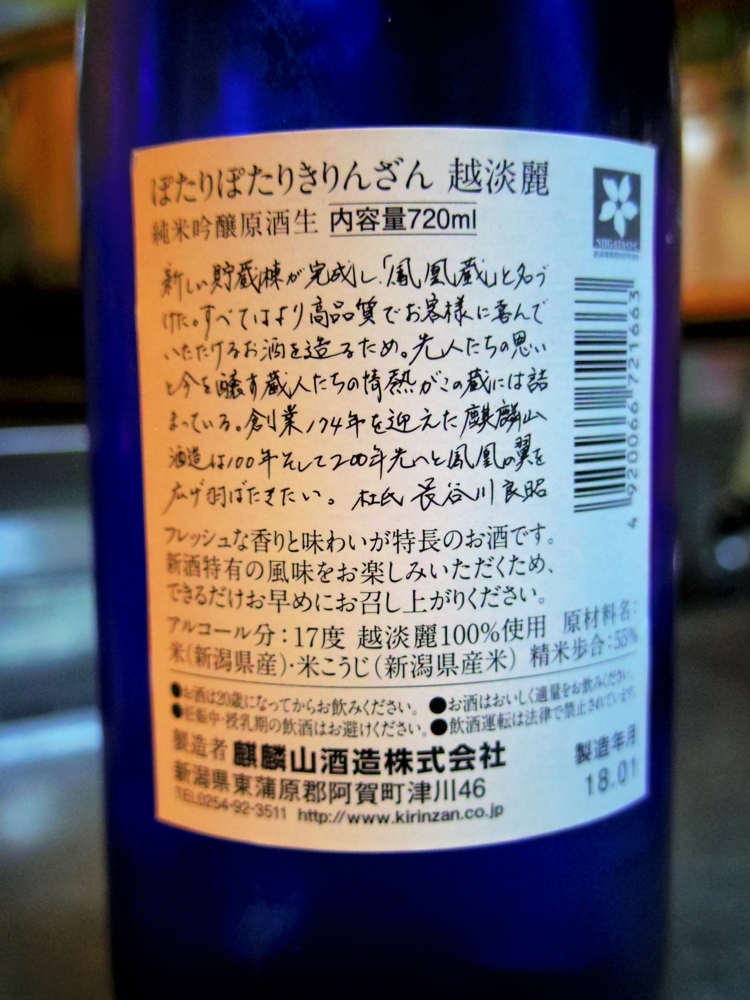 ぽたりぽたりきりんざん 越淡麗
純米吟醸原酒生 内容量720ml
新しい貯蔵棟が完成し、「鳳凰蔵」と名づ
けた。すべてはより高品質でお客様に喜んで
いただけるお酒を造るため。先人たちの思い
と今を醸す蔵人たちの情熱がこの蔵には詰
まっている。創業174年を迎えた麒麟山
酒造は100年そして200年先へと鳳凰の翼を
広げ羽ばたきたい。 杜氏 長谷川良昭
4 920066 721663
フレッシュな香りと味わいが特長のお酒です。
新酒特有の風味をお楽しみいただくため、
できるだけお早めにお召し上がりください。
アルコール分:17度 越淡麗100%使用 原材料名:
米(新潟県産)・米こうじ(新潟県産米) 精米歩合:55%
●お酒は20歳になってからお飲みください。 ●お酒はおいしく適量をお飲みください。
●妊娠中・授乳期の飲酒はお避けください。 ●飲酒運転は法律で禁止されています。
製造者 麒麟山酒造株式会社
新潟県東蒲原郡阿賀町津川46
TEL0254-92-3511 http://www.kirinzan.co.jp
製造年月
18.01